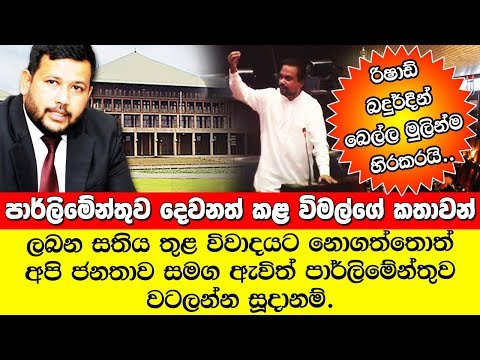 රිෂාඩ්
බදුර්දීන්
බෙල්ල මුලින්ම
හිරකරයි..
පාර්ලිමේන්තුව දෙවනත් කළ විමල්ගේ කතාවන්
ලබන සතිය තුළ විවාදයට නොගත්තොත්
අපි ජනතාව සමග ඇවිත් පාර්ලිමේන්තුව
වටලන්න සූදානම්.